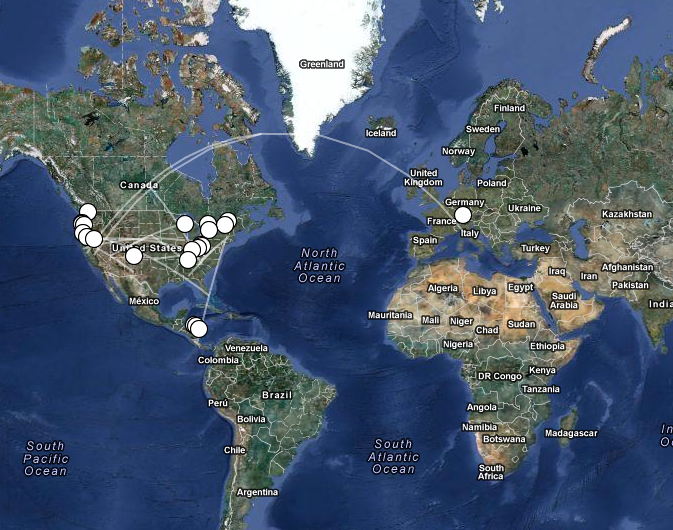 Greenland
Finland
Iceland
Sweden
Norway
United
Kingdom
Poland
Canada
Germany
Ukraine
Kazakhstan
France
Italy
United States
Spain
Turkey
North
Atlantic
Ocean
Iraq
Iran
Afghanistan
Pakistan
Algeria
Libya
Egypt
Saudi
Arabia
India
México
Mauritania
Mali
Niger
Chad
Sudan
Nigeria
Ethiopia
Venezuela
Colombia
DR Congo
Kenya
Tanzania
Brazil
Perú
Angola
Bolivia
Namibia
Botswana
Madagascar
South
Pacific
Ocean
Chile
South
Atlantic
Ocean
In
O
South
Africa
Argentina